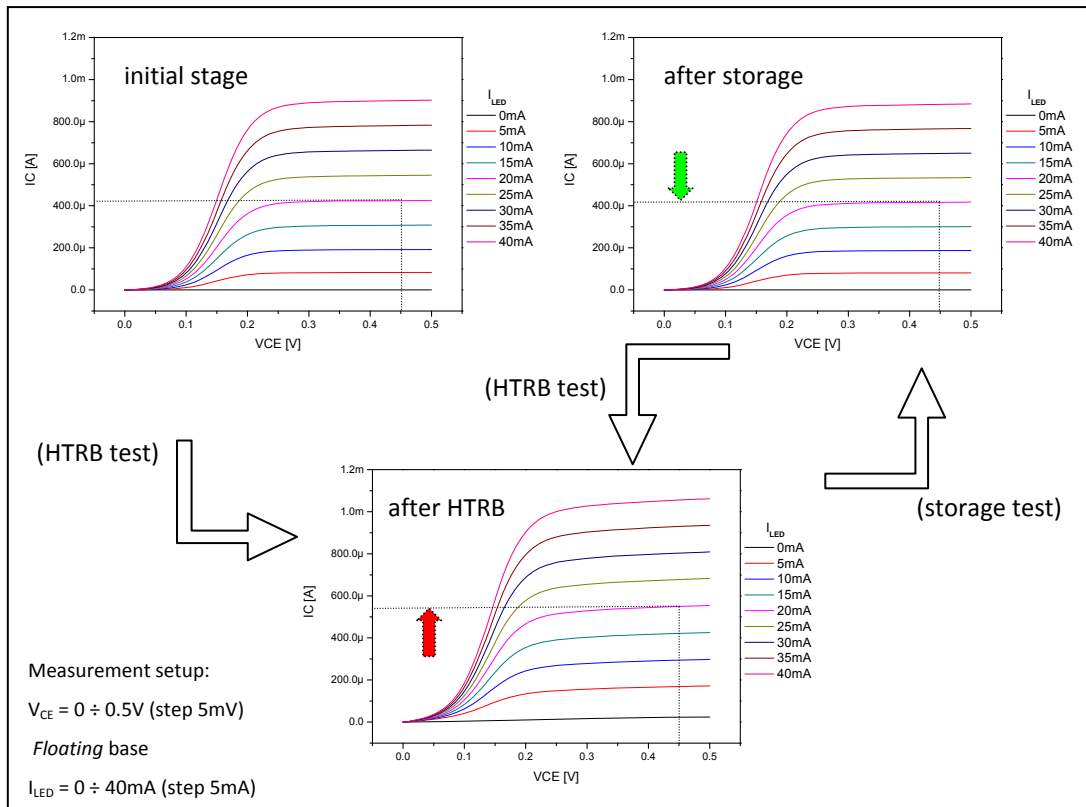 initial stage
1.2m
1.0m
800.0µ
600.0µ
400.0µ
200.0µ
0.0
IC [A]
0.0 0.1 0.2 0.3 0.4 0.5
VCE [V]
I_LED
0mA
5mA
10mA
15mA
20mA
25mA
30mA
35mA
40mA
after storage
1.2m
1.0m
800.0µ
600.0µ
400.0µ
200.0µ
0.0
IC [A]
0.0 0.1 0.2 0.3 0.4 0.5
VCE [V]
I_LED
0mA
5mA
10mA
15mA
20mA
25mA
30mA
35mA
40mA
(HTRB test)
(HTRB test)
(storage test)
after HTRB
1.2m
1.0m
800.0µ
600.0µ
400.0µ
200.0µ
0.0
IC [A]
0.0 0.1 0.2 0.3 0.4 0.5
VCE [V]
I_LED
0mA
5mA
10mA
15mA
20mA
25mA
30mA
35mA
40mA
Measurement setup:
V_CE = 0 ÷ 0.5V (step 5mV)
Floating base
I_LED = 0 ÷ 40mA (step 5mA)